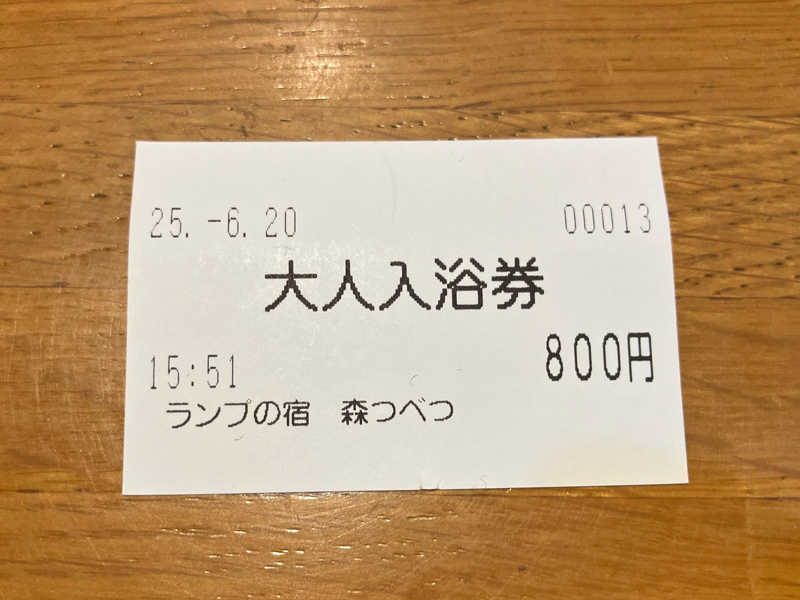 25.-6.20 00013
大人入浴券
15:51 800円
ランプの宿 森つべつ